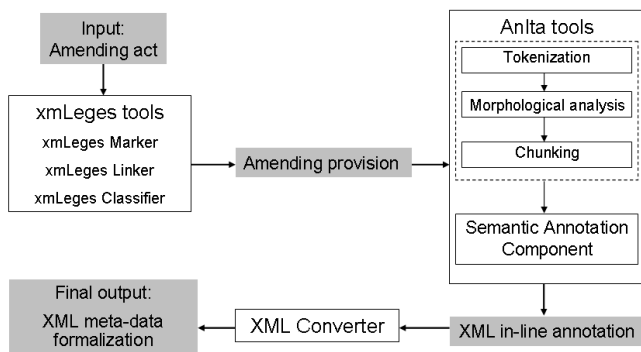 Input:
Amending act
xmLeges tools
xmLeges Marker
xmLeges Linker
xmLeges Classifier
Amending provision
AnIta tools
Tokenization
Morphological analysis
Chunking
Semantic Annotation
Component
XML in-line annotation
XML Converter
Final output:
XML meta-data
formalization